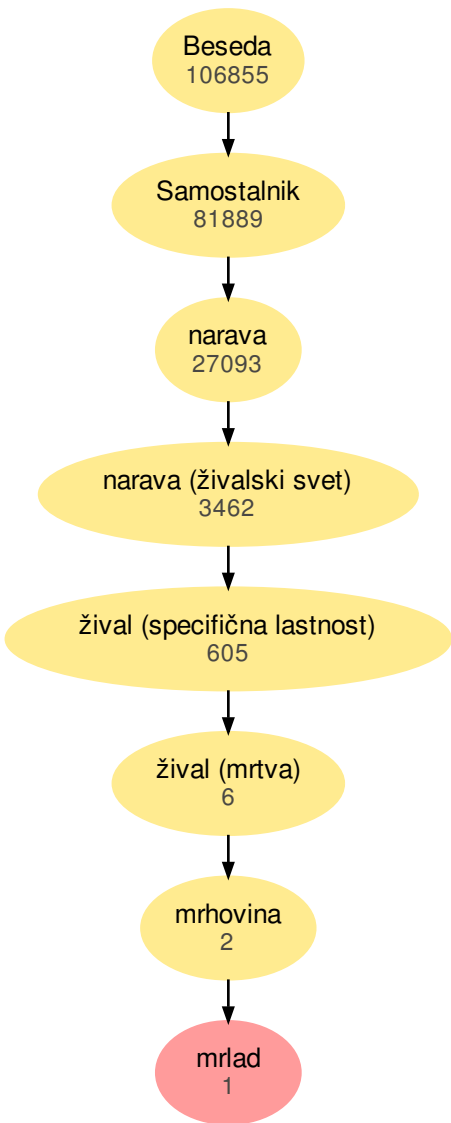 Beseda
106855
Samostalnik
81889
narava
27093
narava (živalski svet)
3462
žival (specifična lastnost)
605
žival (mrtva)
6
mrhovina
2
mrlad
1